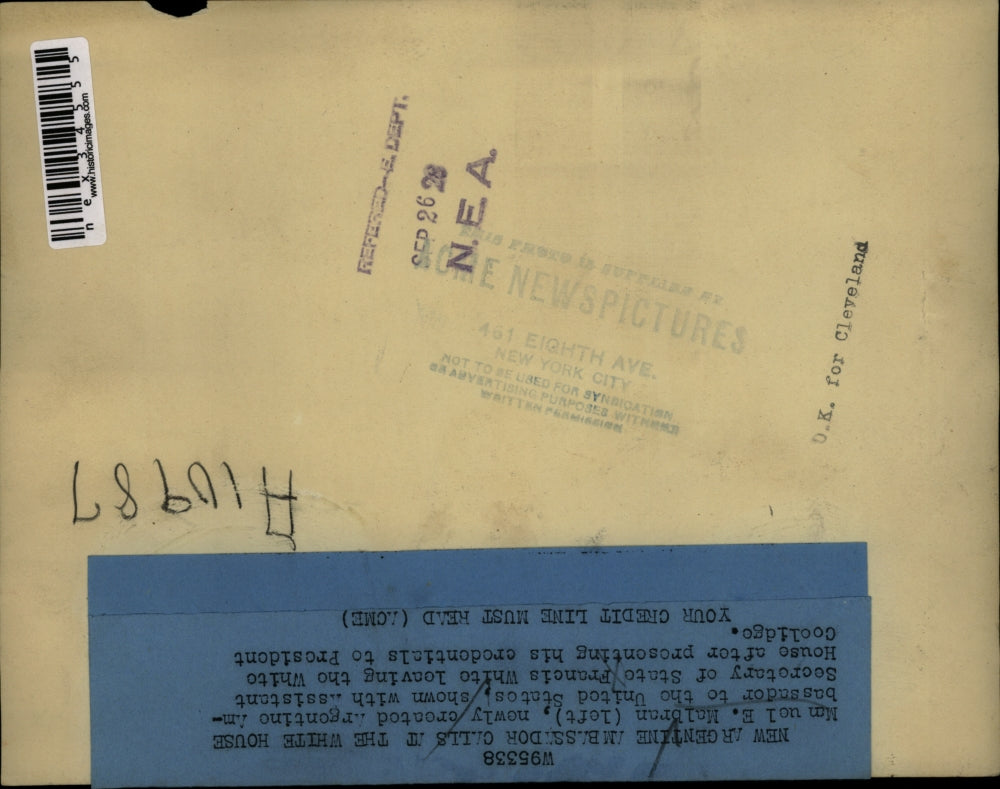 nex345555
www.historicimages.com
REFERRED—E. DEPT.
SEP 26 28
N. E. A.
THIS PHOTO IS SUPPLIED BY
ACME NEWSPICTURES
461 EIGHTH AVE.
NEW YORK CITY
NOT TO BE USED FOR SYNDICATION
OR ADVERTISING PURPOSES WITHOUT
WRITTEN PERMISSION
O.K. for Cleveland
W953338
NEW ARGENTINE AMBASSADOR CALLS AT THE WHITE HOUSE
Manuel E. Malbran (left), newly created Argentine Am-
bassador to the United States, shown with Assistant
Secretary of State Francis White leaving the White
House after presenting his credentials to President
Coolidge.
YOUR CREDIT LINE MUST READ (ACME)